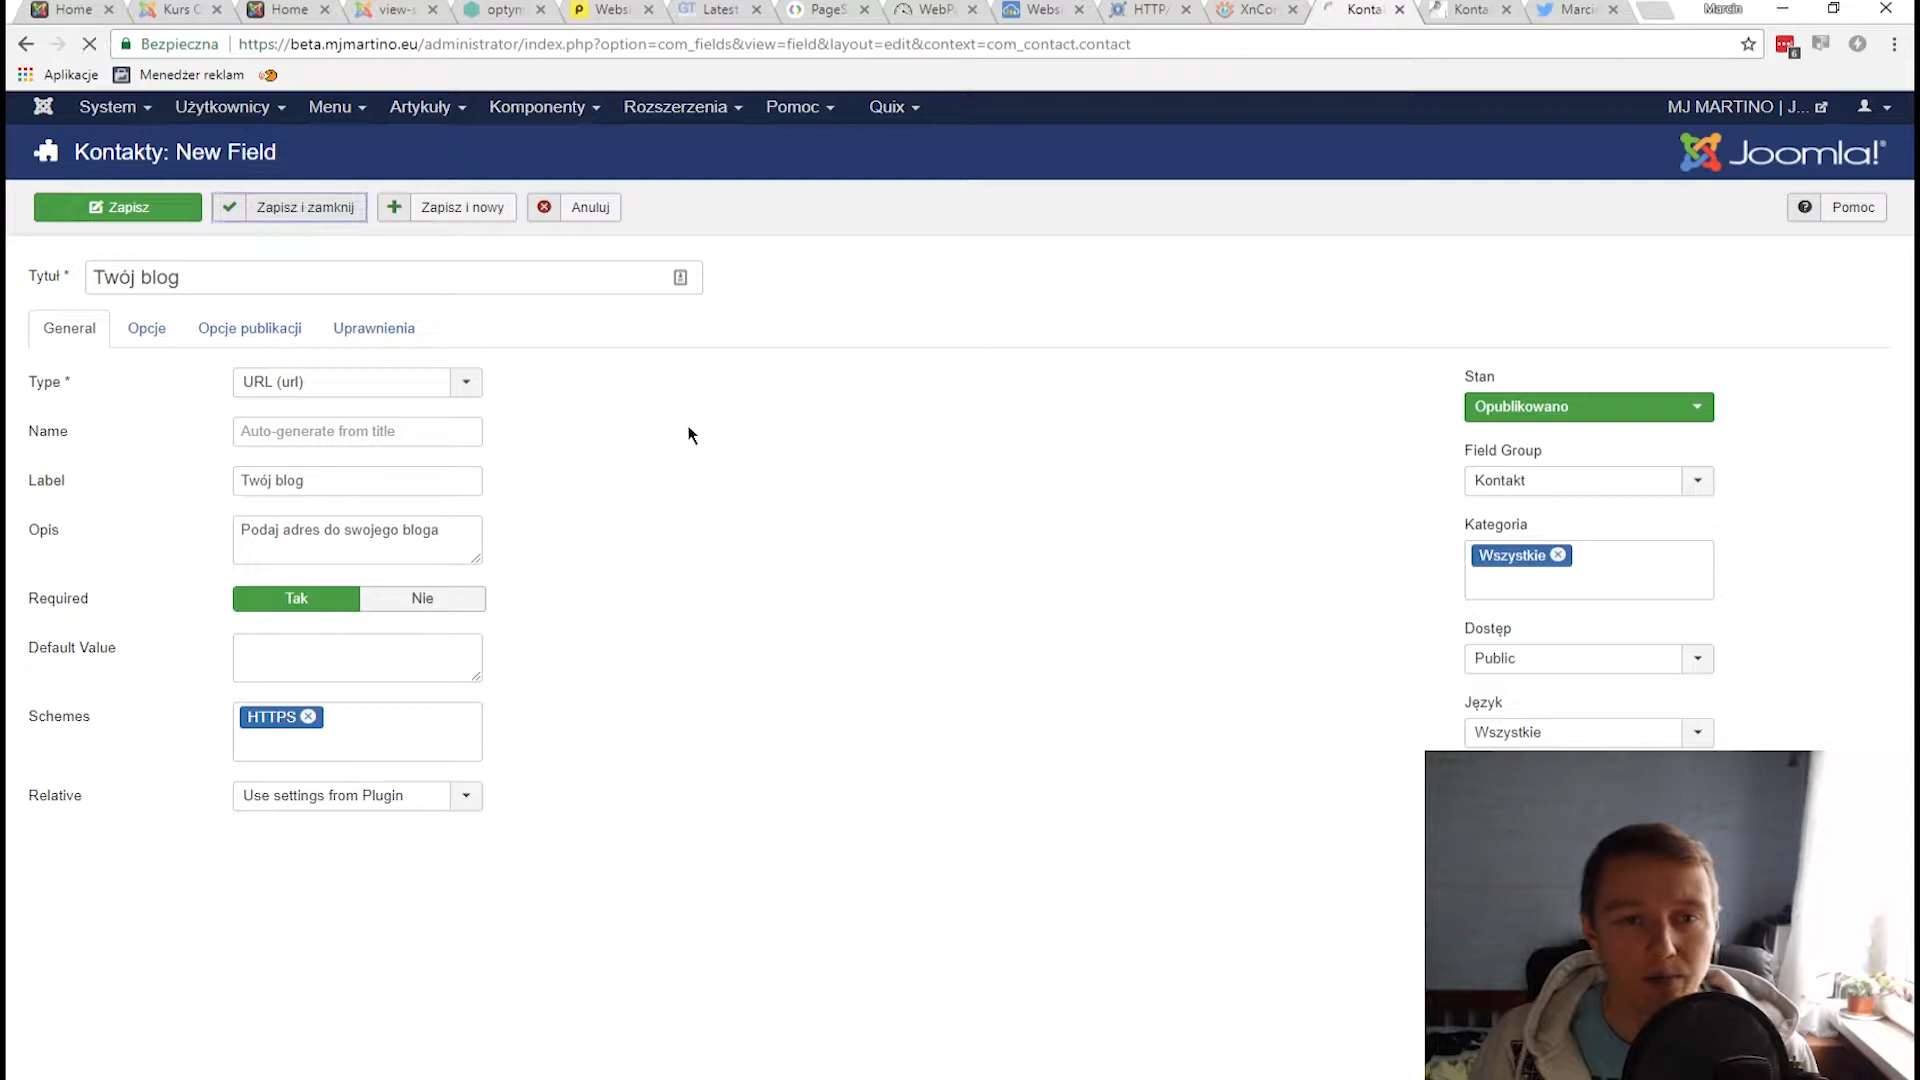 Home
Kurs C
Home
view-s
optym
Websi
Latest
PageS
WebP
Webs
HTTP/
XnCo
Konta
Konta
Marci
Marcin
Bezpieczna
https://beta.mjmartino.eu/administrator/index.php?option=com_fields&view=field&layout=edit&context=com_contact.contact
6
Aplikacje
Menedżer reklam
System
Użytkownicy
Menu
Artykuły
Komponenty
Rozszerzenia
Pomoc
Quix
MJ MARTINO | J...
Kontakty: New Field
Joomla!®
Zapisz
Zapisz i zamknij
Zapisz i nowy
Anuluj
Pomoc
Tytuł *
Twój blog
General
Opcje
Opcje publikacji
Uprawnienia
Type *
URL (url)
Name
Auto-generate from title
Label
Twój blog
Opis
Podaj adres do swojego bloga
Required
Tak
Nie
Default Value
Schemes
HTTPS
Relative
Use settings from Plugin
Stan
Opublikowano
Field Group
Kontakt
Kategoria
Wszystkie
Dostęp
Public
Język
Wszystkie